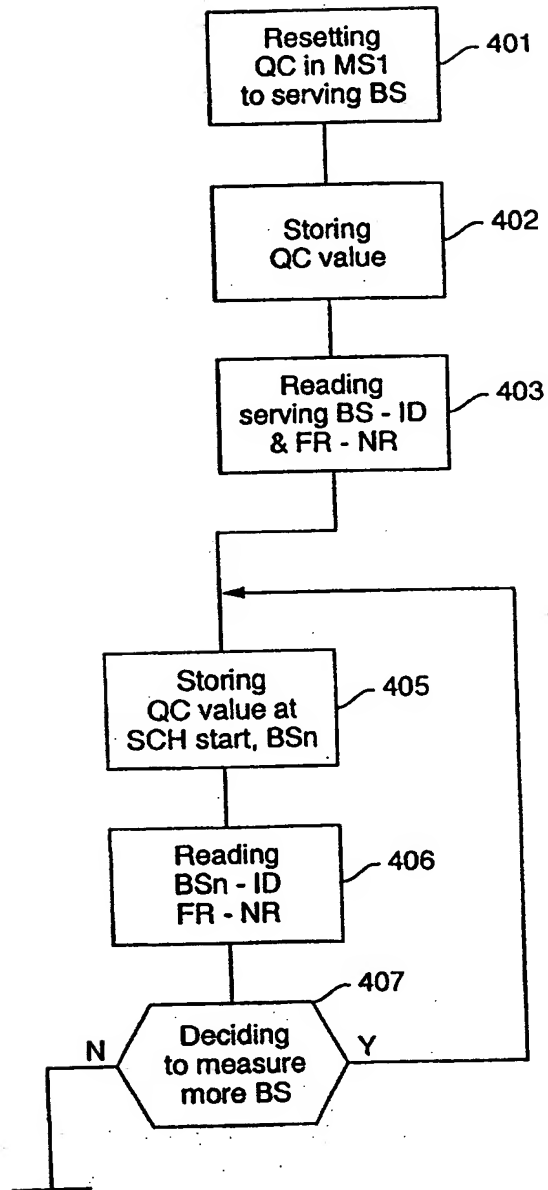 Resetting
QC in MS1
to serving BS
401
Storing
QC value
402
Reading
serving BS - ID
& FR - NR
403
Storing
QC value at
SCH start, BSn
405
Reading
BSn - ID
FR - NR
406
407
N
Deciding
to measure
more BS
Y